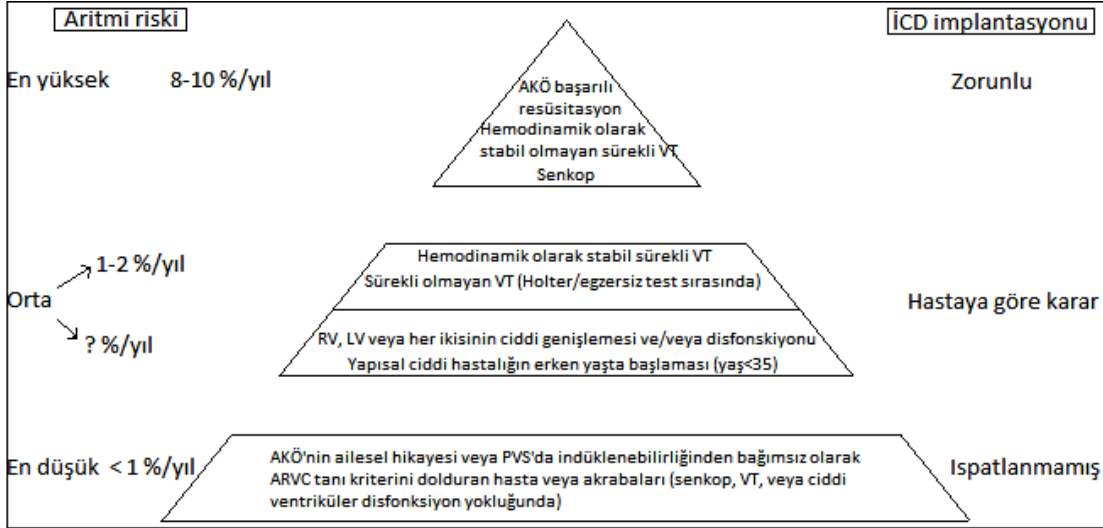 Aritmi riski
İCD implantasyonu
En yüksek 8-10 %/yıl
Zorunlu
AKÖ başarılı
resüsitasyon
Hemodinamik olarak
stabil olmayan sürekli VT
Senkop
Orta
1-2 %/yıl
? %/yıl
Hemodinamik olarak stabil sürekli VT
Sürekli olmayan VT (Holter/egzersiz test sırasında)
RV, LV veya her ikisinin ciddi genişlemesi ve/veya disfonskiyonu
Yapısal ciddi hastalığın erken yaşta başlaması (yaş<35)
Hastaya göre karar
En düşük < 1 %/yıl
AKÖ'nin ailesel hikayesi veya PVS'da indüklenebilirliğinden bağımsız olarak
ARVC tanı kriterini dolduran hasta veya akrabaları (senkop, VT, veya ciddi
ventriküler disfonksiyon yokluğunda)
Ispatlanmamış